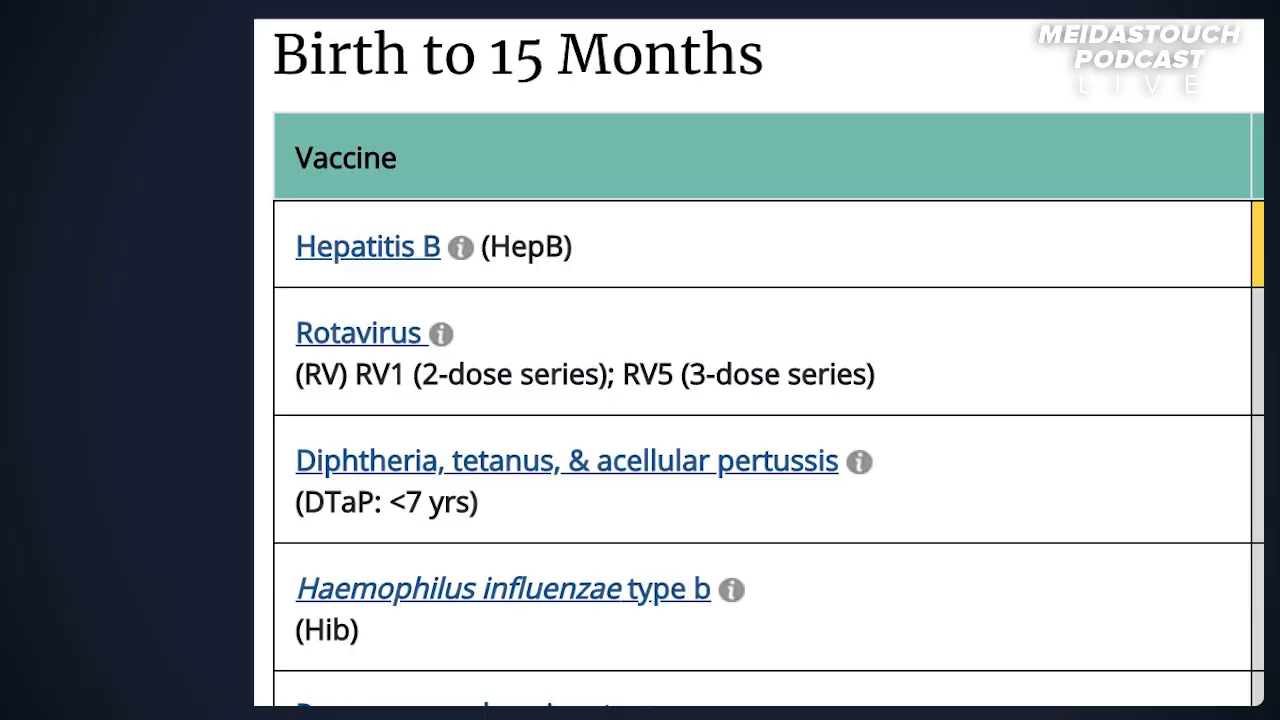 Birth to 15 Months
MEIDASTOUCH
PODCAST
LIVE
Vaccine
Hepatitis B (HepB)
Rotavirus
(RV) RV1 (2-dose series); RV5 (3-dose series)
Diphtheria, tetanus, & acellular pertussis
(DTaP: <7 yrs)
Haemophilus influenzae type b
(Hib)